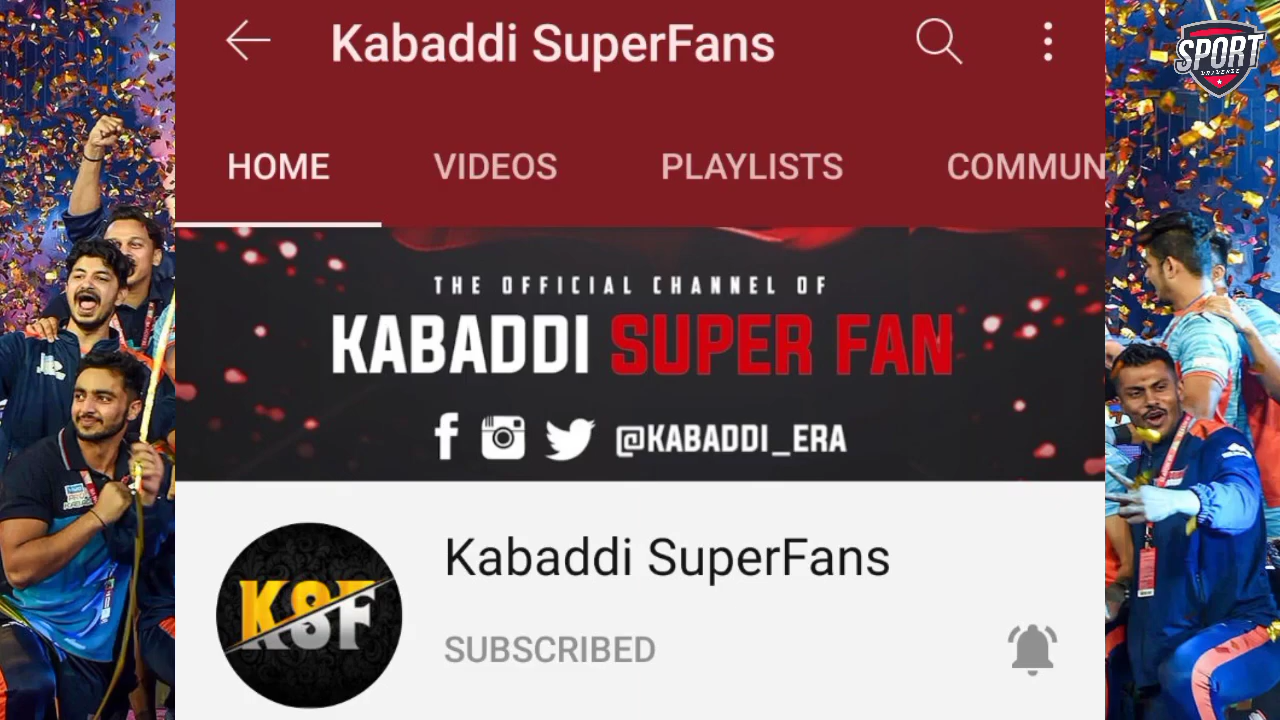 Kabaddi SuperFans
SPORT
UNIVERSE
HOME VIDEOS PLAYLISTS COMMUN
THE OFFICIAL CHANNEL OF
KABADDI SUPER FAN
@KABADDI_ERA
KSF
Kabaddi SuperFans
SUBSCRIBED